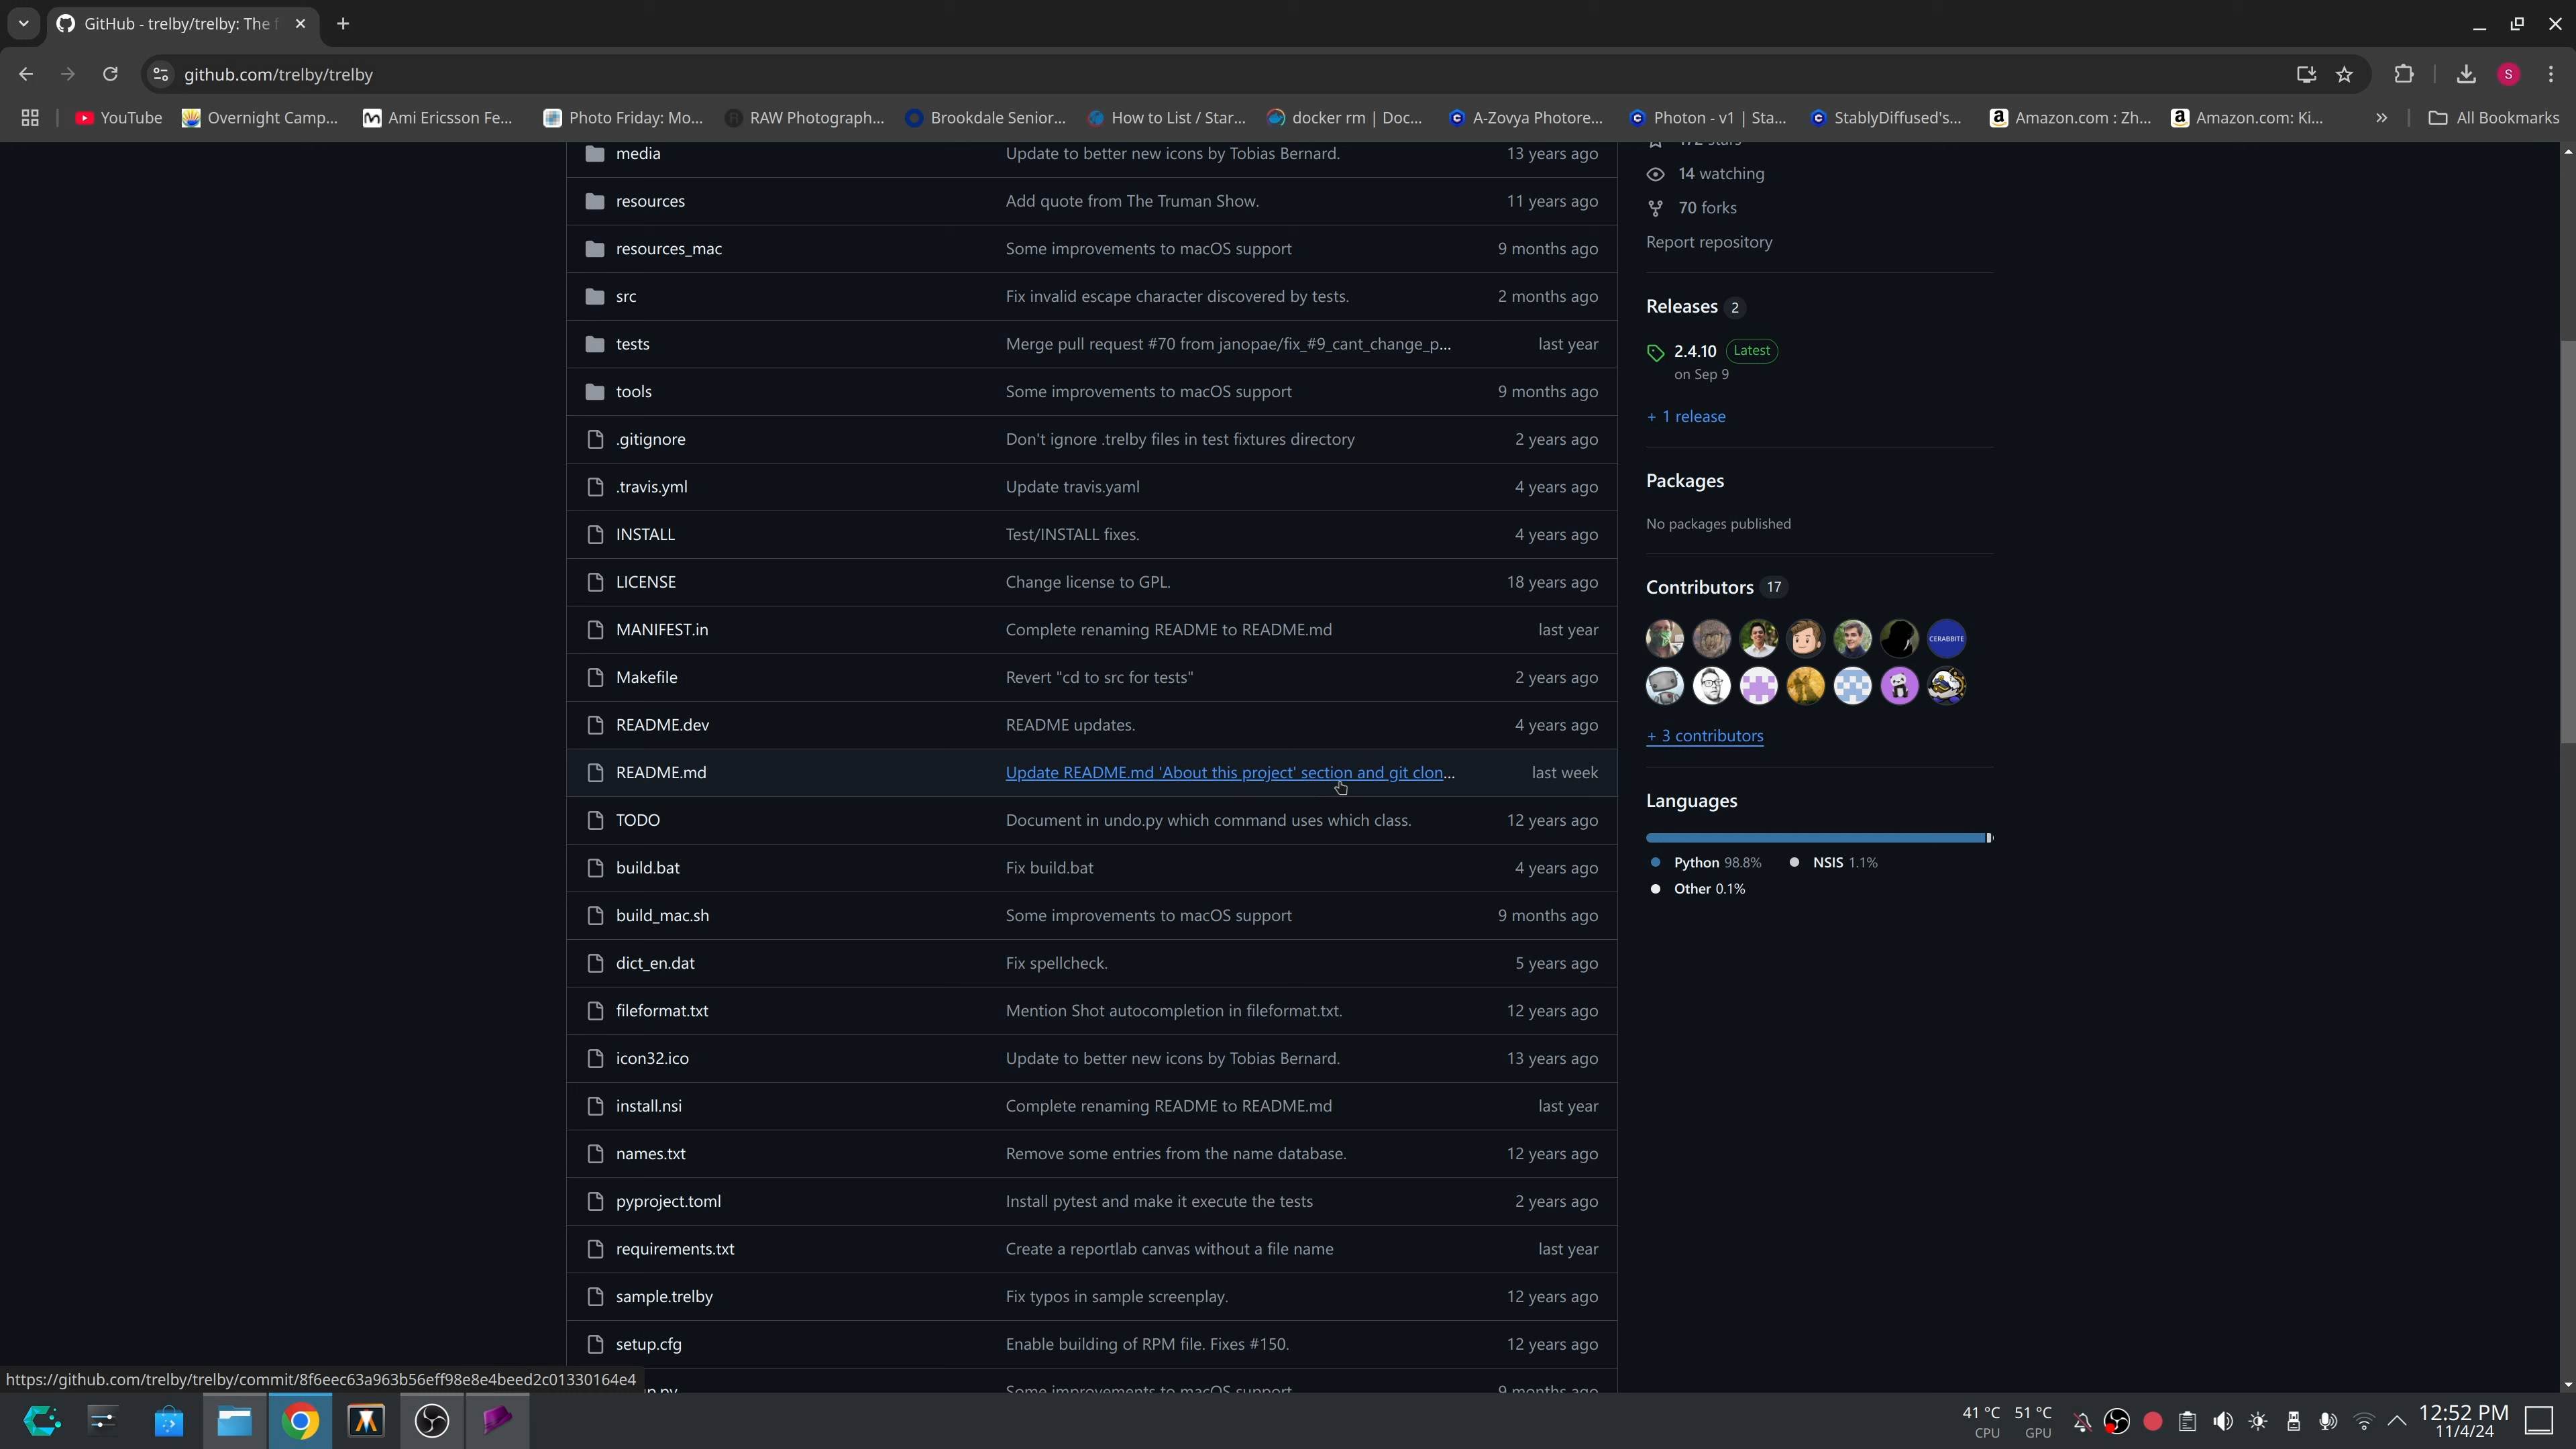 GitHub - trelby/trelby: The f
github.com/trelby/trelby
S
YouTube Overnight Camp... Ami Ericsson Fe... Photo Friday: Mo... RAW Photograph... Brookdale Senior... How to List / Star... docker rm | Doc... A-Zovya Photore... Photon - v1 | Sta... StablyDiffused's... Amazon.com : Zh... Amazon.com: Ki... » All Bookmarks
media Update to better new icons by Tobias Bernard. 13 years ago
resources Add quote from The Truman Show. 11 years ago
resources_mac Some improvements to macOS support 9 months ago
src Fix invalid escape character discovered by tests. 2 months ago
tests Merge pull request #70 from janopae/fix_#9_cant_change_p... last year
tools Some improvements to macOS support 9 months ago
.gitignore Don't ignore .trelby files in test fixtures directory 2 years ago
.travis.yml Update travis.yaml 4 years ago
INSTALL Test/INSTALL fixes. 4 years ago
LICENSE Change license to GPL. 18 years ago
MANIFEST.in Complete renaming README to README.md last year
Makefile Revert "cd to src for tests" 2 years ago
README.dev README updates. 4 years ago
README.md Update README.md 'About this project' section and git clon... last week
TODO Document in undo.py which command uses which class. 12 years ago
build.bat Fix build.bat 4 years ago
build_mac.sh Some improvements to macOS support 9 months ago
dict_en.dat Fix spellcheck. 5 years ago
fileformat.txt Mention Shot autocompletion in fileformat.txt. 12 years ago
icon32.ico Update to better new icons by Tobias Bernard. 13 years ago
install.nsi Complete renaming README to README.md last year
names.txt Remove some entries from the name database. 12 years ago
pyproject.toml Install pytest and make it execute the tests 2 years ago
requirements.txt Create a reportlab canvas without a file name last year
sample.trelby Fix typos in sample screenplay. 12 years ago
setup.cfg Enable building of RPM file. Fixes #150. 12 years ago
Some improvements to macOS support 9 months ago
172 stars
14 watching
70 forks
Report repository
Releases 2
2.4.10 Latest
on Sep 9
+ 1 release
Packages
No packages published
Contributors 17
CERABBITE
+ 3 contributors
Languages
Python 98.8% NSIS 1.1%
Other 0.1%
https://github.com/trelby/trelby/commit/8f6eec63a963b56eff98e8e4beed2c01330164e4
41 °C 51 °C
CPU GPU
12:52 PM
11/4/24